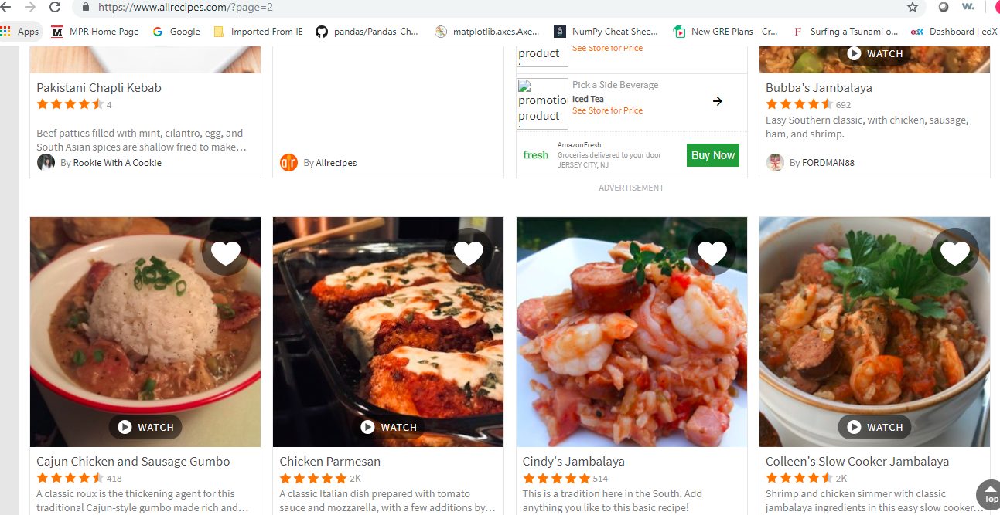 https://www.allrecipes.com/?page=2
W.
Apps M MPR Home Page G Google Imported From IE pandas/Pandas_Ch... matplotlib.axes.Axe... NumPy Cheat Shee... New GRE Plans - Cr... F Surfing a Tsunami o... edX Dashboard | edX
product
See Store for Price
WATCH
Pakistani Chapli Kebab
4
Beef patties filled with mint, cilantro, egg, and
South Asian spices are shallow fried to make…
By Rookie With A Cookie
ar
By Allrecipes
promotio
product
Pick a Side Beverage
Iced Tea
See Store for Price
fresh
AmazonFresh
Groceries delivered to your door
JERSEY CITY, NJ
Buy Now
ADVERTISEMENT
Bubba's Jambalaya
692
Easy Southern classic, with chicken, sausage,
ham, and shrimp.
By FORDMAN88
WATCH
Cajun Chicken and Sausage Gumbo
418
A classic roux is the thickening agent for this
traditional Cajun-style gumbo made rich and…
WATCH
Chicken Parmesan
2K
A classic Italian dish prepared with tomato
sauce and mozzarella, with a few additions by…
Cindy's Jambalaya
514
This is a tradition here in the South. Add
anything you like to this basic recipe!
WATCH
Colleen's Slow Cooker Jambalaya
2K
Shrimp and chicken simmer with classic
jambalaya ingredients in this easy slow cooker…
Top